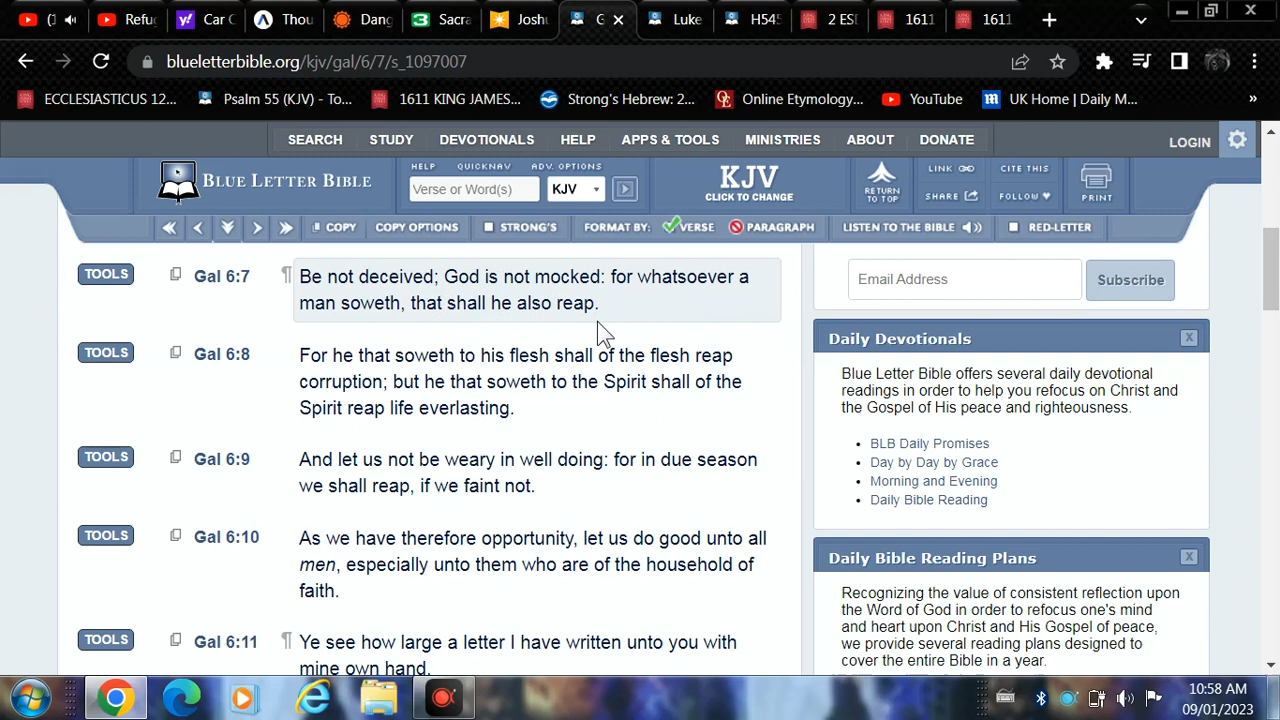 (1
Refu
Car C
Thou
Dang
Sacra
Joshu
G
Luke
H545
2 ESI
1611
1611
blueletterbible.org/kjv/gal/6/7/s_1097007
ECCLESIASTICUS 12...
Psalm 55 (KJV) - To...
1611 KING JAMES...
Strong's Hebrew: 2...
Online Etymology...
YouTube
UK Home | Daily M...
»
SEARCH STUDY DEVOTIONALS HELP APPS & TOOLS MINISTRIES ABOUT DONATE
LOGIN
BLUE LETTER BIBLE
HELP QUICKNAV ADV. OPTIONS
Verse or Word(s)
KJV
KJV
CLICK TO CHANGE
RETURN
TO TOP
LINK
CITE THIS
SHARE
FOLLOW
PRINT
COPY COPY OPTIONS STRONG'S FORMAT BY: VERSE PARAGRAPH LISTEN TO THE BIBLE RED-LETTER
TOOLS Gal 6:7 ¶ Be not deceived; God is not mocked: for whatsoever a
man soweth, that shall he also reap.
TOOLS Gal 6:8 For he that soweth to his flesh shall of the flesh reap
corruption; but he that soweth to the Spirit shall of the
Spirit reap life everlasting.
TOOLS Gal 6:9 And let us not be weary in well doing: for in due season
we shall reap, if we faint not.
TOOLS Gal 6:10 As we have therefore opportunity, let us do good unto all
men, especially unto them who are of the household of
faith.
TOOLS Gal 6:11 ¶ Ye see how large a letter I have written unto you with
mine own hand.
Email Address
Subscribe
Daily Devotionals
X
Blue Letter Bible offers several daily devotional
readings in order to help you refocus on Christ and
the Gospel of His peace and righteousness.
• BLB Daily Promises
• Day by Day by Grace
• Morning and Evening
• Daily Bible Reading
Daily Bible Reading Plans
X
Recognizing the value of consistent reflection upon
the Word of God in order to refocus one's mind
and heart upon Christ and His Gospel of peace,
we provide several reading plans designed to
cover the entire Bible in a year.
10:58 AM
09/01/2023